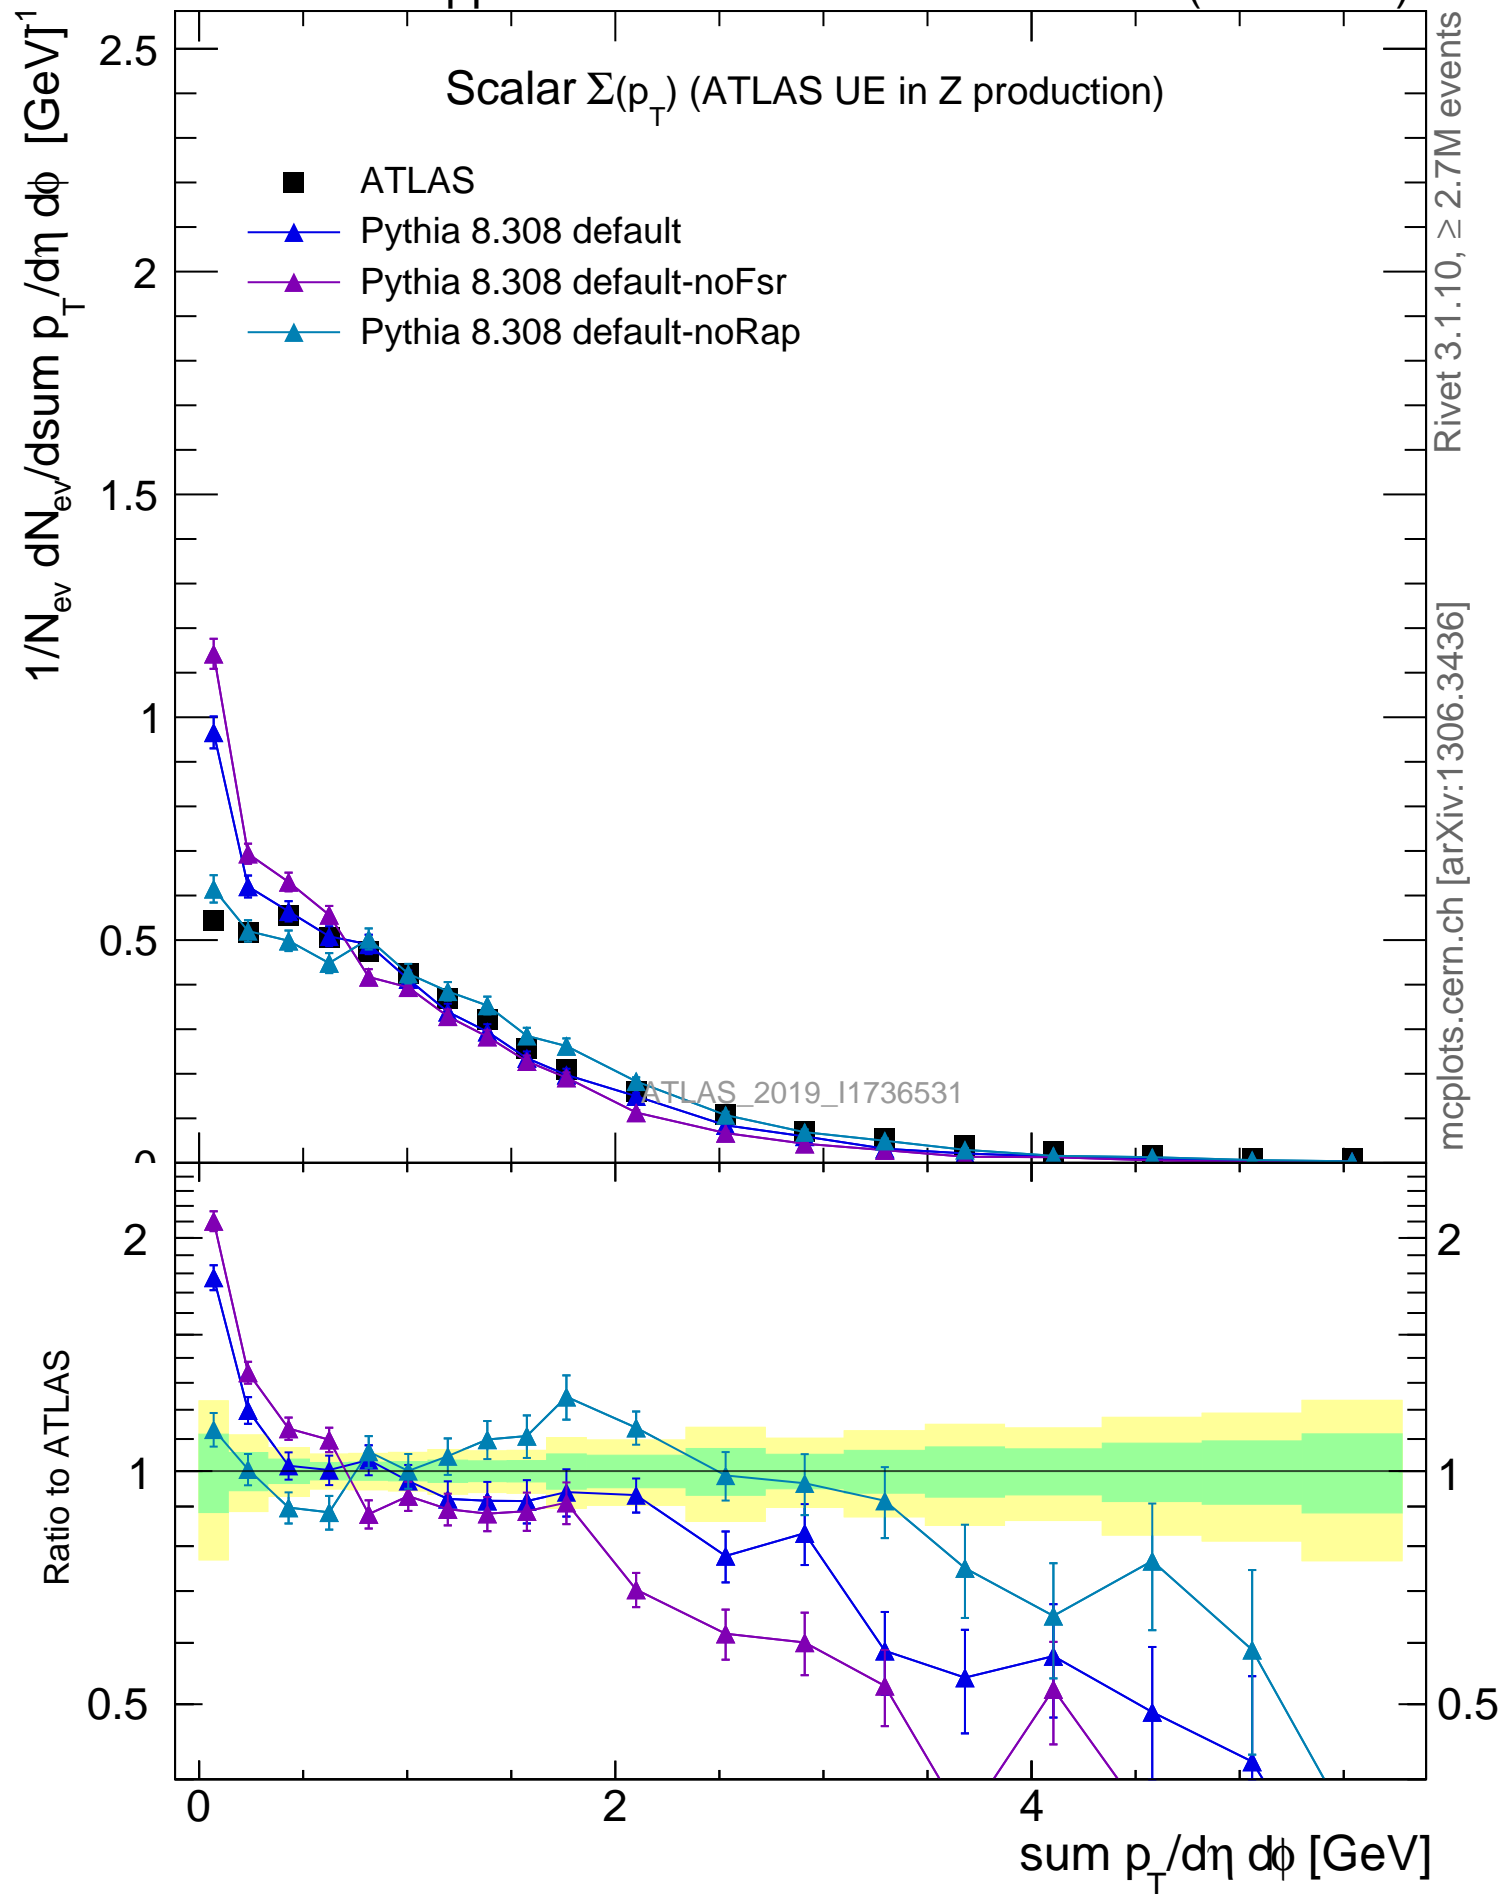 pp
Scalar Σ(p_T) (ATLAS UE in Z production)
ATLAS
Pythia 8.308 default
Pythia 8.308 default-noFsr
Pythia 8.308 default-noRap
1/N_ev dN_ev/dsum p_T/dη dϕ [GeV]^-1
2.5
2
1.5
1
0.5
0
ATLAS_2019_I1736531
Rivet 3.1.10, ≥ 2.7M events
mcplots.cern.ch [arXiv:1306.3436]
Ratio to ATLAS
2
1
0.5
2
1
0.5
0
2
4
sum p_T/dη dϕ [GeV]